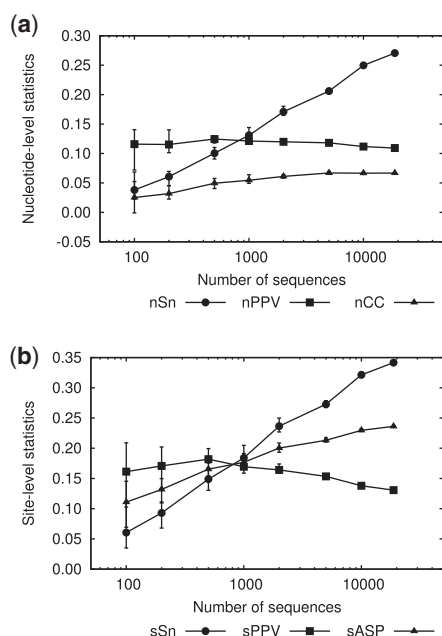 (a)
Nucleotide-level statistics
0.30
0.25
0.20
0.15
0.10
0.05
0.00
-0.05
100 1000 10000
Number of sequences
nSn nPPV nCC
(b)
Site-level statistics
0.35
0.30
0.25
0.20
0.15
0.10
0.05
0.00
100 1000 10000
Number of sequences
sSn sPPV sASP